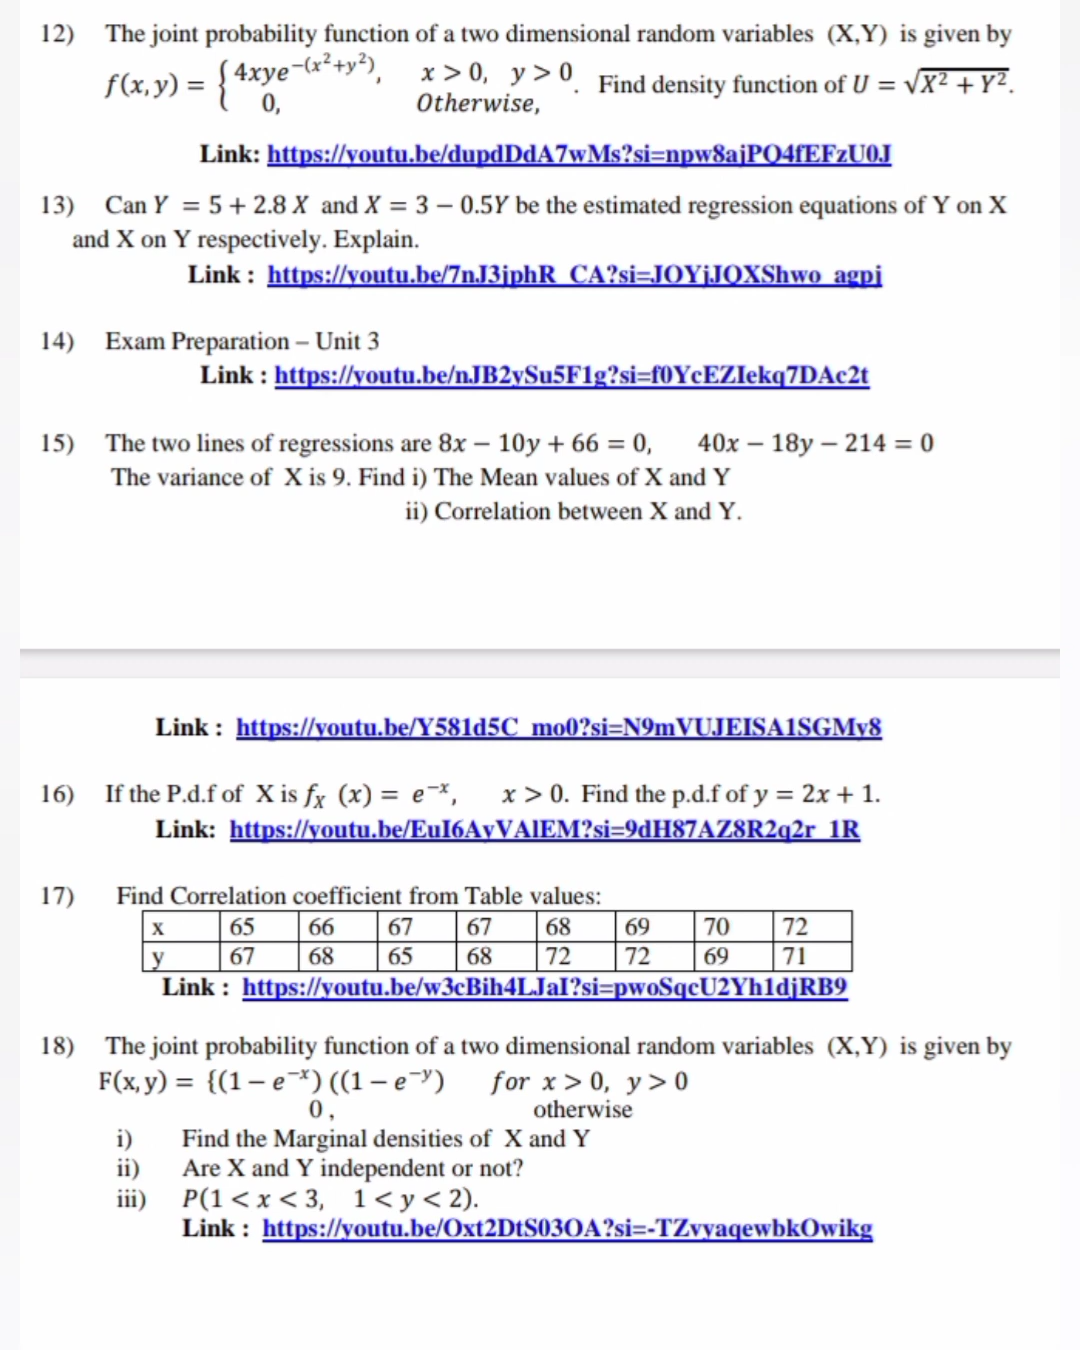 12) The joint probability function of a two dimensional random variables (X,Y) is given by
f(x,y) = { 4xye^−(x²+y²), x > 0, y > 0
0, Otherwise, . Find density function of U = √X² + Y².
Link: https://youtu.be/dupdDdA7wMs?si=npw8ajPO4fEFzU0J
13) Can Y = 5 + 2.8 X and X = 3 − 0.5Y be the estimated regression equations of Y on X
and X on Y respectively. Explain.
Link : https://youtu.be/7nJ3jphR_CA?si=JOYjJOXShwo_agpj
14) Exam Preparation – Unit 3
Link : https://youtu.be/nJB2ySu5F1g?si=f0YcEZIekq7DAc2t
15) The two lines of regressions are 8x − 10y + 66 = 0, 40x − 18y − 214 = 0
The variance of X is 9. Find i) The Mean values of X and Y
ii) Correlation between X and Y.
Link : https://youtu.be/Y581d5C_mo0?si=N9mVUJEISA1SGMy8
16) If the P.d.f of X is fX (x) = e^−x, x > 0. Find the p.d.f of y = 2x + 1.
Link: https://youtu.be/EuI6AyVAlEM?si=9dH87AZ8R2q2r_1R
17) Find Correlation coefficient from Table values:
x 65 66 67 67 68 69 70 72
y 67 68 65 68 72 72 69 71
Link : https://youtu.be/w3cBih4LJaI?si=pwoSqcU2Yh1djRB9
18) The joint probability function of a two dimensional random variables (X,Y) is given by
F(x,y) = {(1 − e^−x) ((1 − e^−y) for x > 0, y > 0
0 , otherwise
i) Find the Marginal densities of X and Y
ii) Are X and Y independent or not?
iii) P(1 < x < 3, 1 < y < 2).
Link : https://youtu.be/Oxt2DtS03OA?si=-TZvyaqewbkOwikg